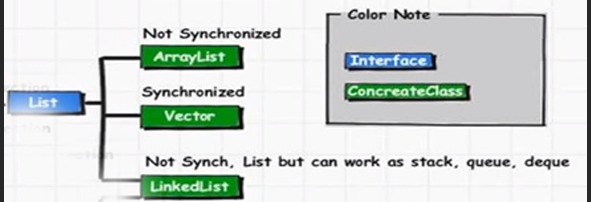 Not Synchronized
ArrayList
Synchronized
List
Vector
Not Synch, List but can work as stack, queue, deque
LinkedList
Color Note
Interface
ConcreateClass